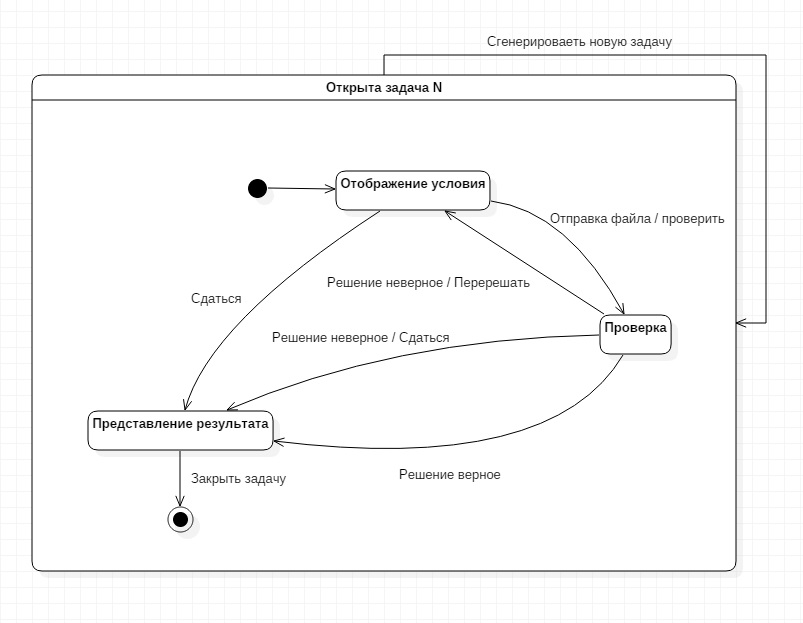 Сгенерироваеть новую задачу
Открыта задача N
Отображение условия
Отправка файла / проверить
Решение неверное / Перерешать
Сдаться
Проверка
Решение неверное / Сдаться
Представление результата
Решение верное
Закрыть задачу